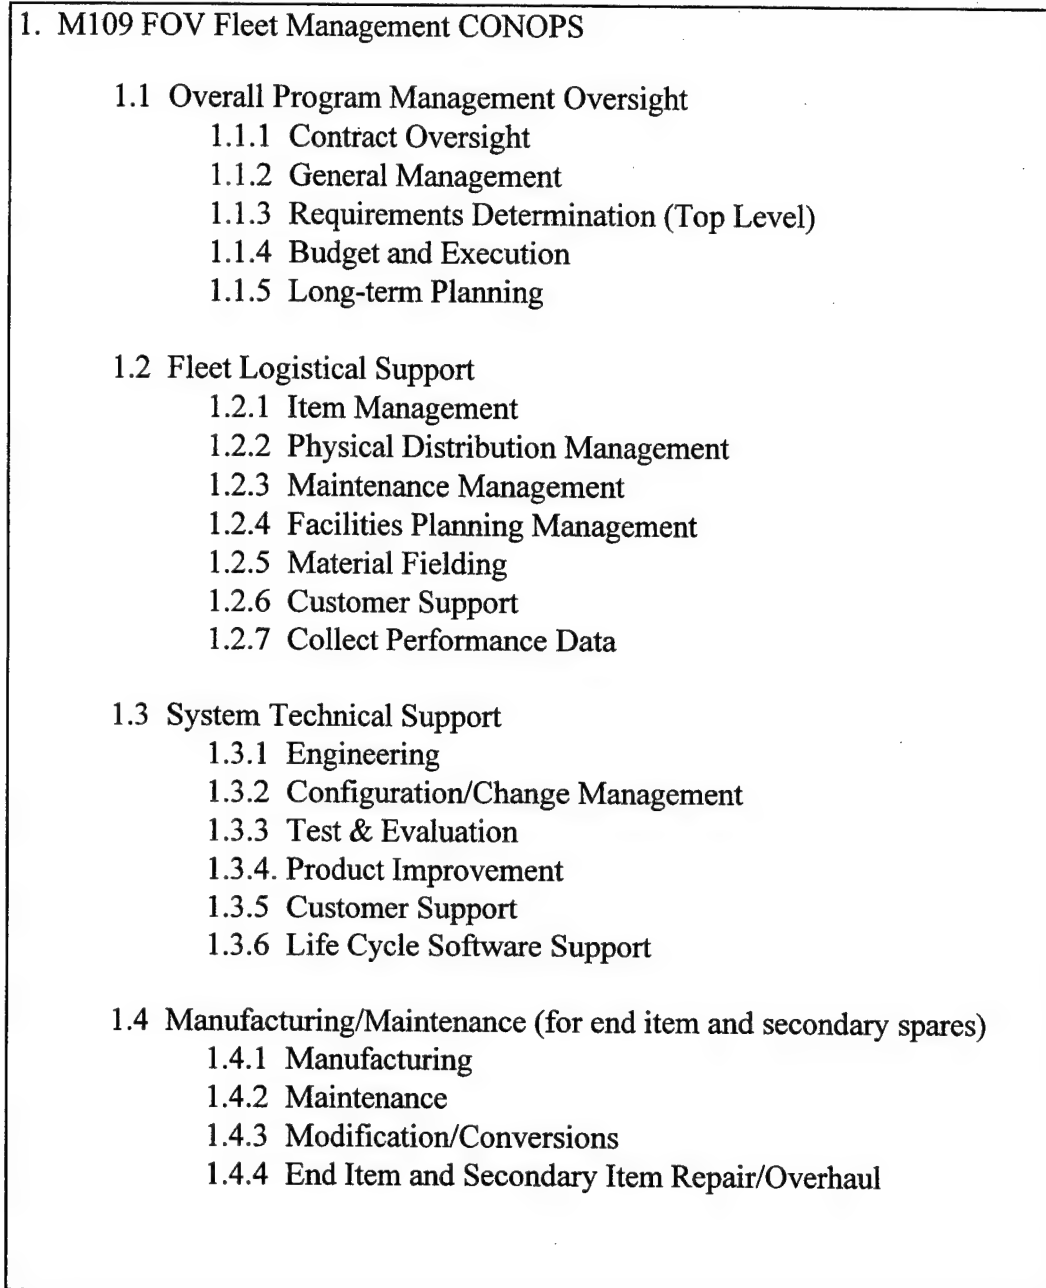 1. M109 FOV Fleet Management CONOPS
1.1 Overall Program Management Oversight
1.1.1 Contract Oversight
1.1.2 General Management
1.1.3 Requirements Determination (Top Level)
1.1.4 Budget and Execution
1.1.5 Long-term Planning
1.2 Fleet Logistical Support
1.2.1 Item Management
1.2.2 Physical Distribution Management
1.2.3 Maintenance Management
1.2.4 Facilities Planning Management
1.2.5 Material Fielding
1.2.6 Customer Support
1.2.7 Collect Performance Data
1.3 System Technical Support
1.3.1 Engineering
1.3.2 Configuration/Change Management
1.3.3 Test & Evaluation
1.3.4. Product Improvement
1.3.5 Customer Support
1.3.6 Life Cycle Software Support
1.4 Manufacturing/Maintenance (for end item and secondary spares)
1.4.1 Manufacturing
1.4.2 Maintenance
1.4.3 Modification/Conversions
1.4.4 End Item and Secondary Item Repair/Overhaul